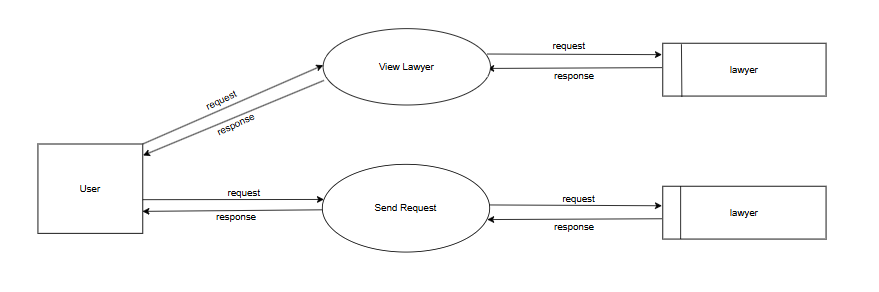 request
View Lawyer
lawyer
response
request
response
User
request
response
Send Request
request
response
lawyer